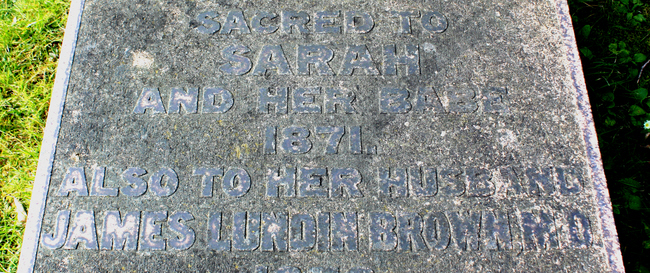 SACRED TO
SARAH
AND HER BABE
1871.
ALSO TO HER HUSBAND
JAMES LUNDIN BROWN, M.D.